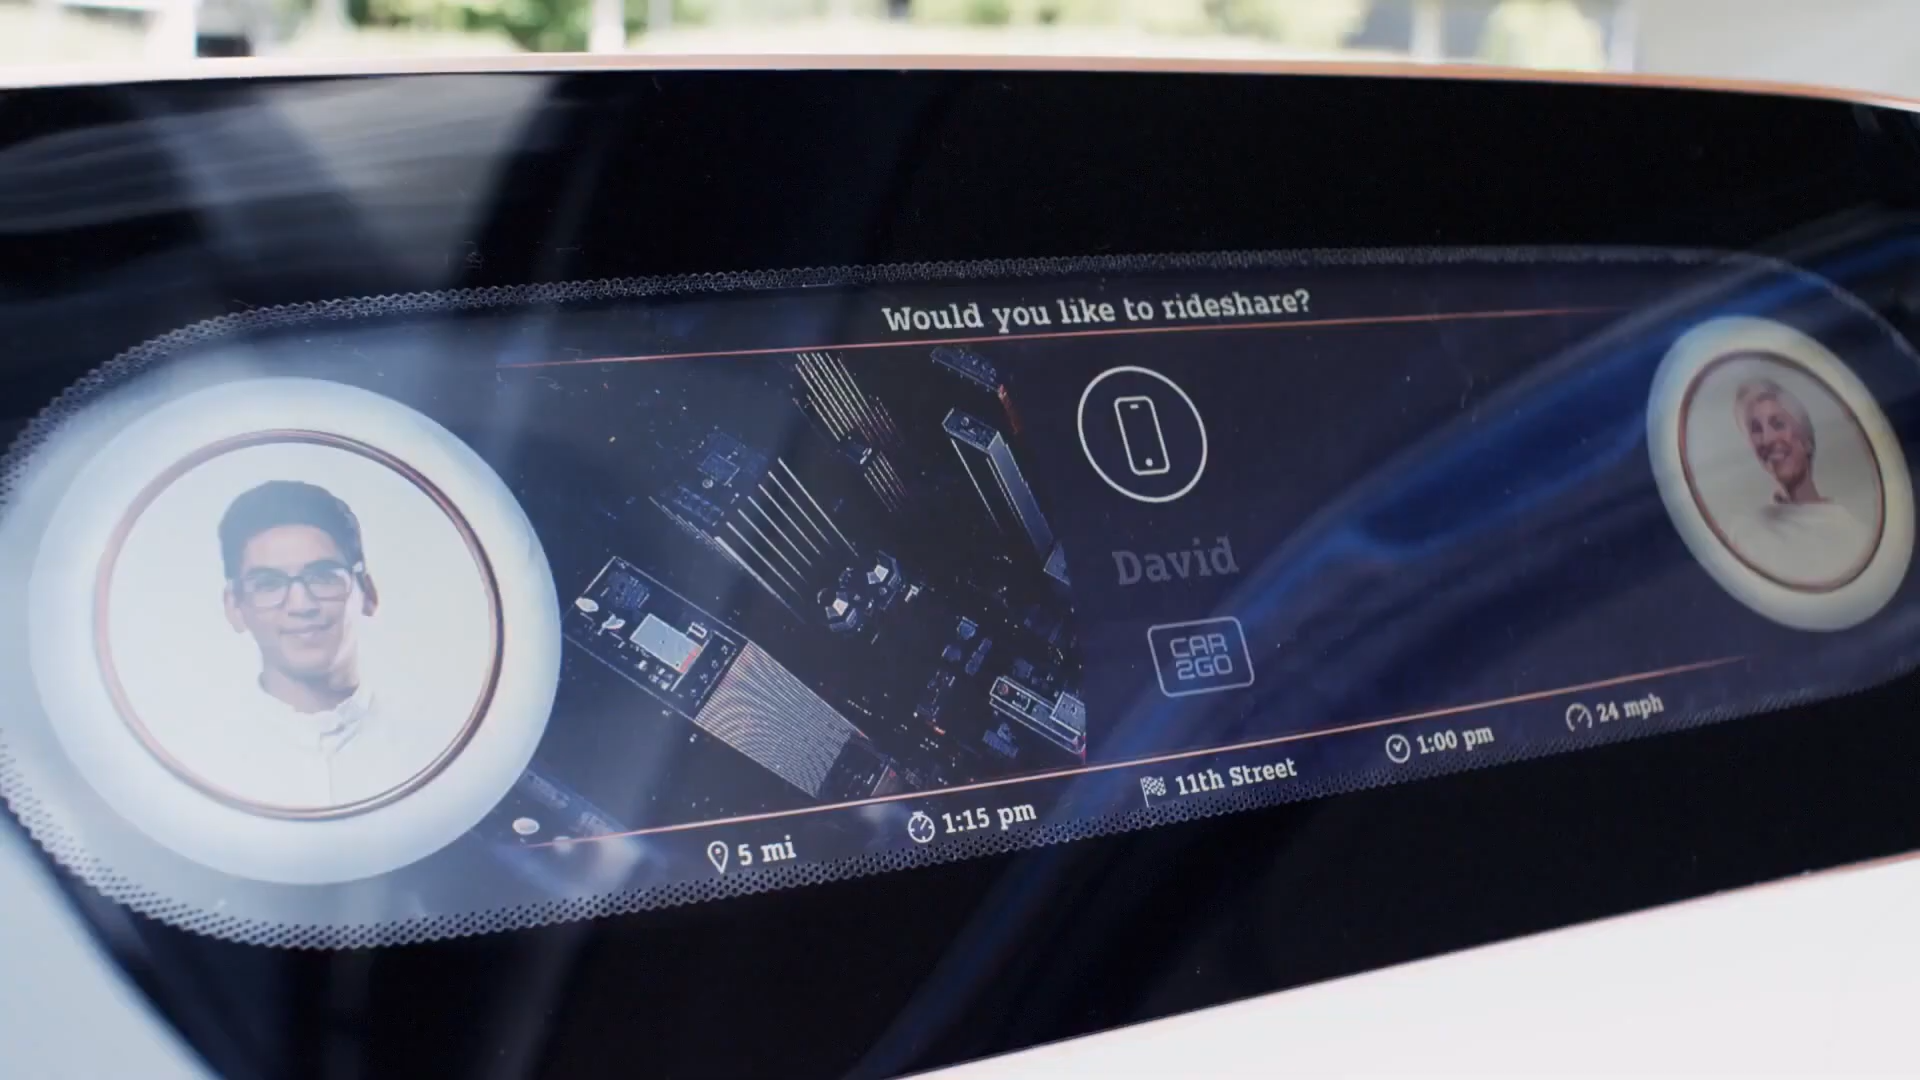 Would you like to rideshare?
David
CAR
2GO
5 mi
1:15 pm
11th Street
1:00 pm
24 mph